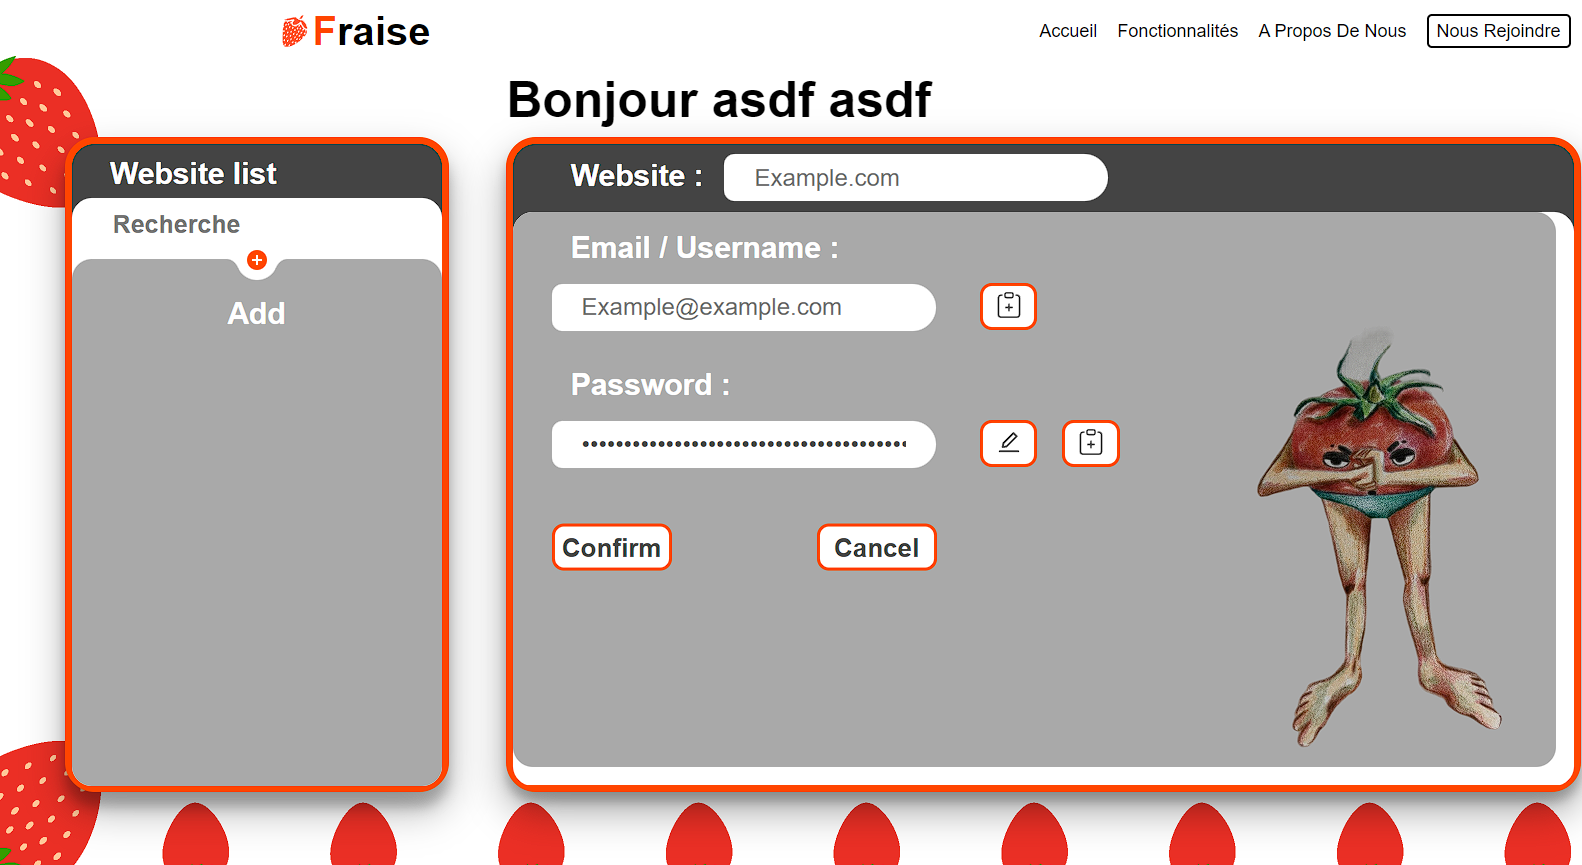 Fraise
Accueil Fonctionnalités A Propos De Nous Nous Rejoindre
Bonjour asdf asdf
Website list
Recherche
Add
Website : Example.com
Email / Username :
Example@example.com
Password :
Confirm Cancel